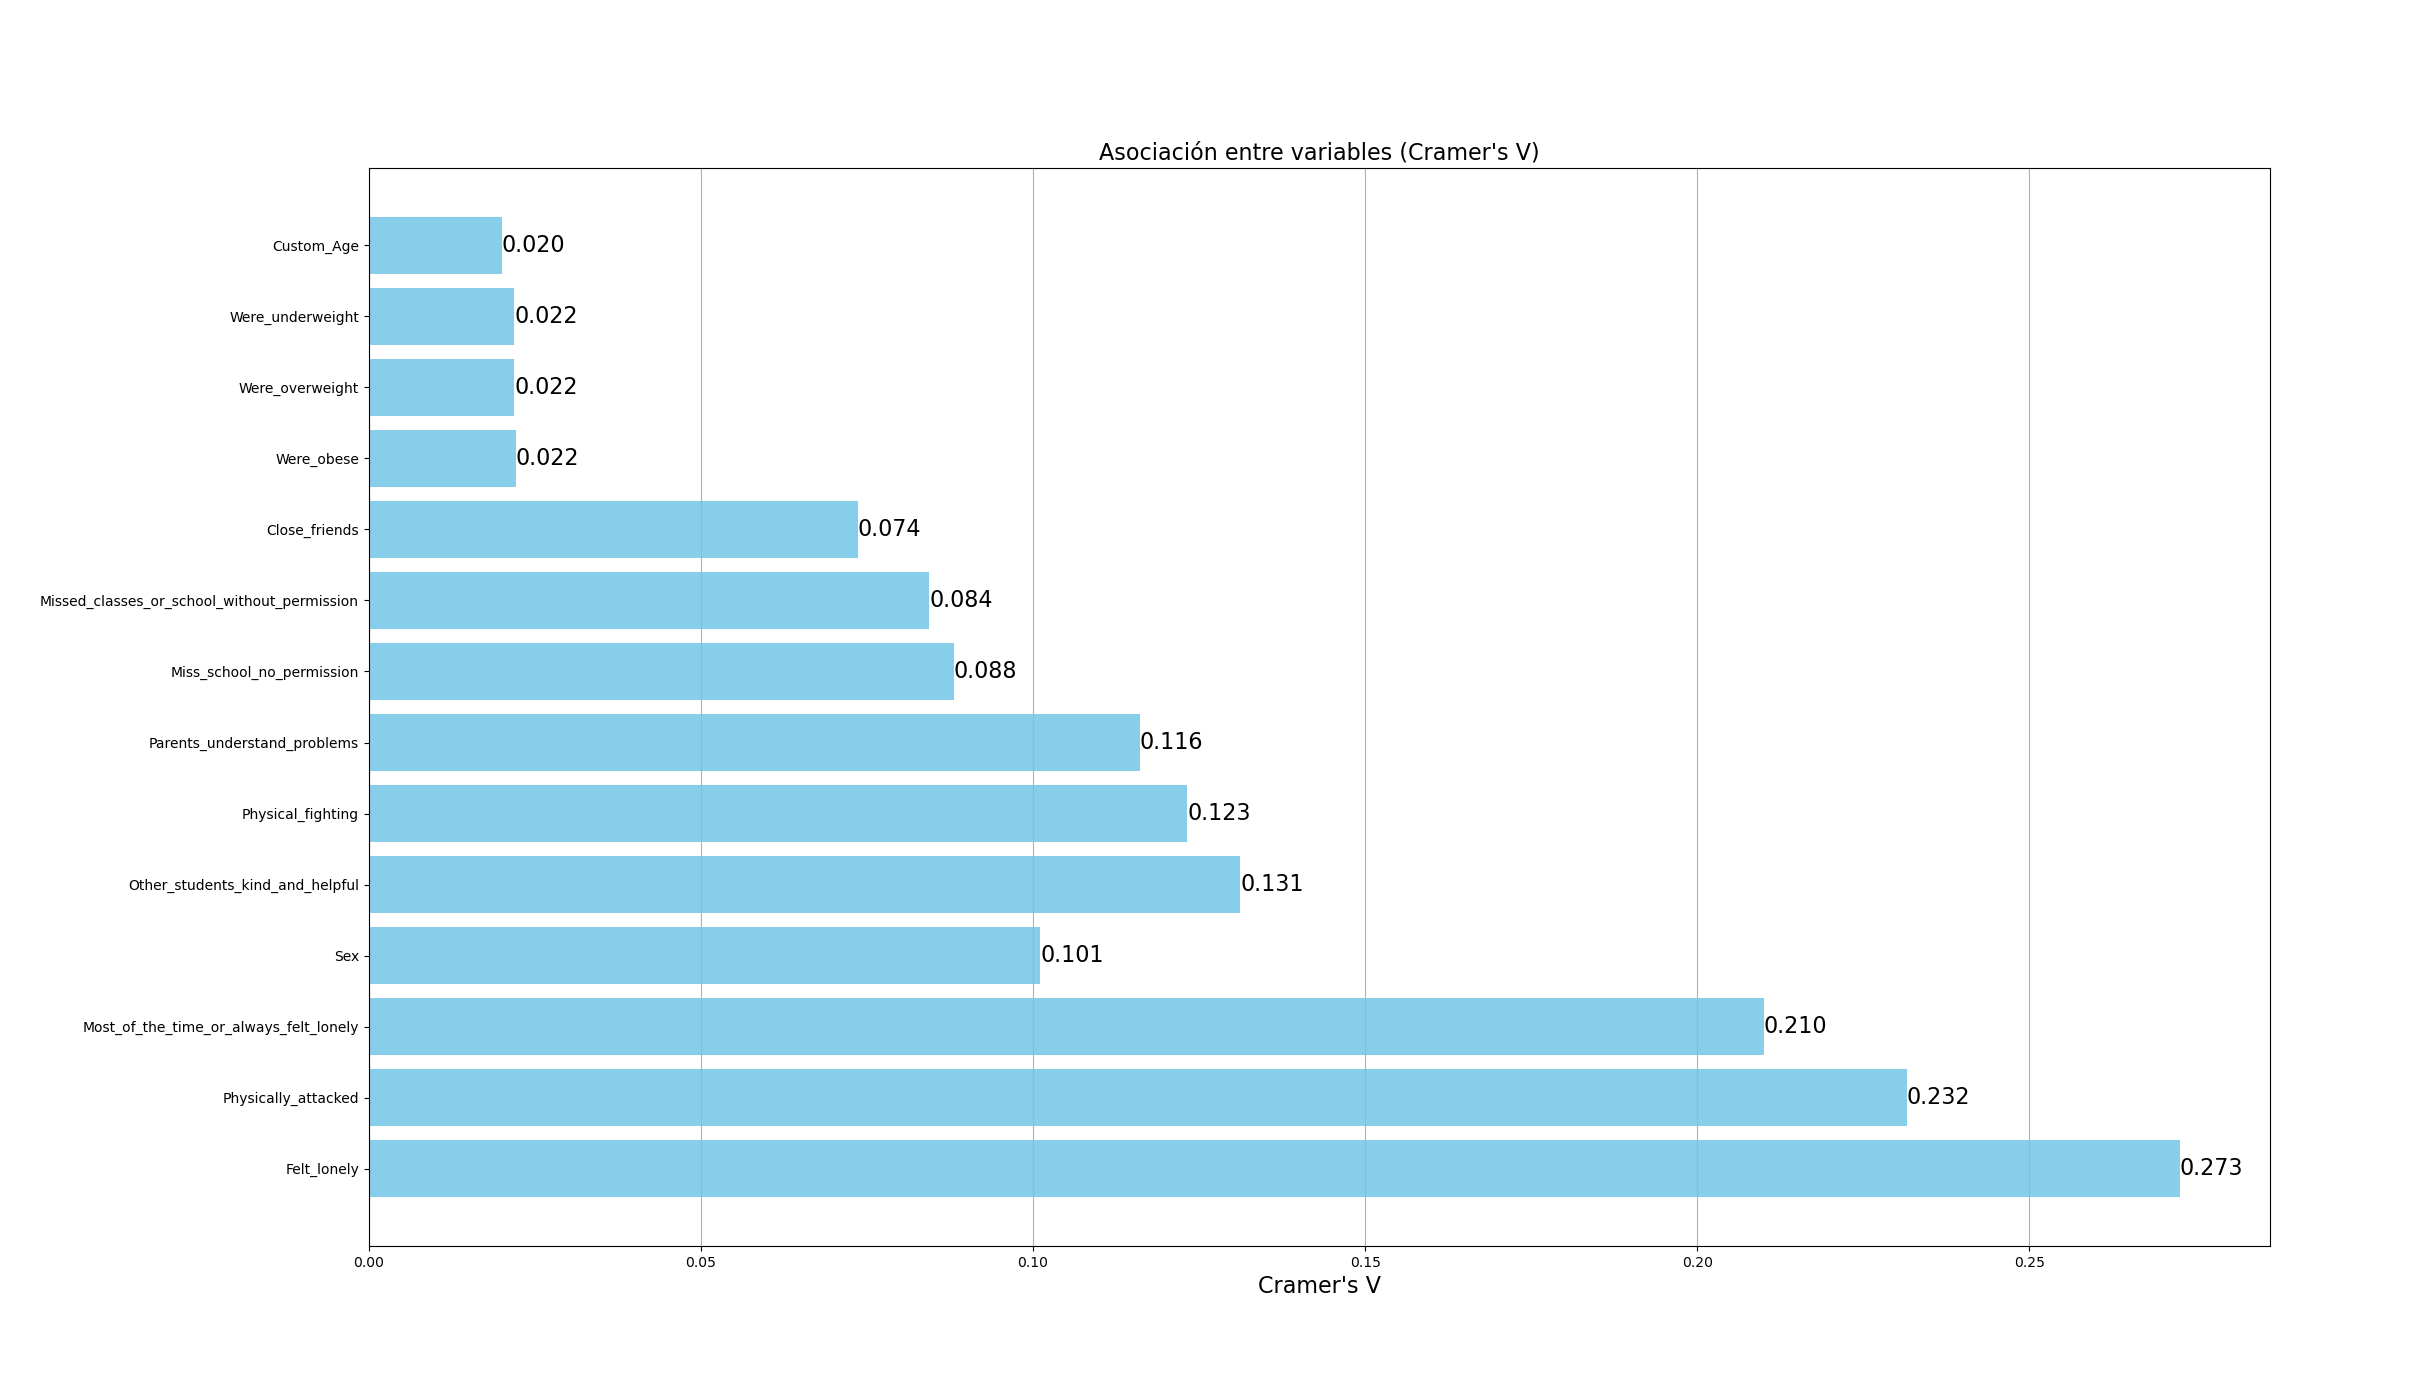 Asociación entre variables (Cramer's V)
Custom_Age
0.020
Were_underweight
0.022
Were_overweight
0.022
Were_obese
0.022
Close_friends
0.074
Missed_classes_or_school_without_permission
0.084
Miss_school_no_permission
0.088
Parents_understand_problems
0.116
Physical_fighting
0.123
Other_students_kind_and_helpful
0.131
Sex
0.101
Most_of_the_time_or_always_felt_lonely
0.210
Physically_attacked
0.232
Felt_lonely
0.273
0.00 0.05 0.10 0.15 0.20 0.25
Cramer's V